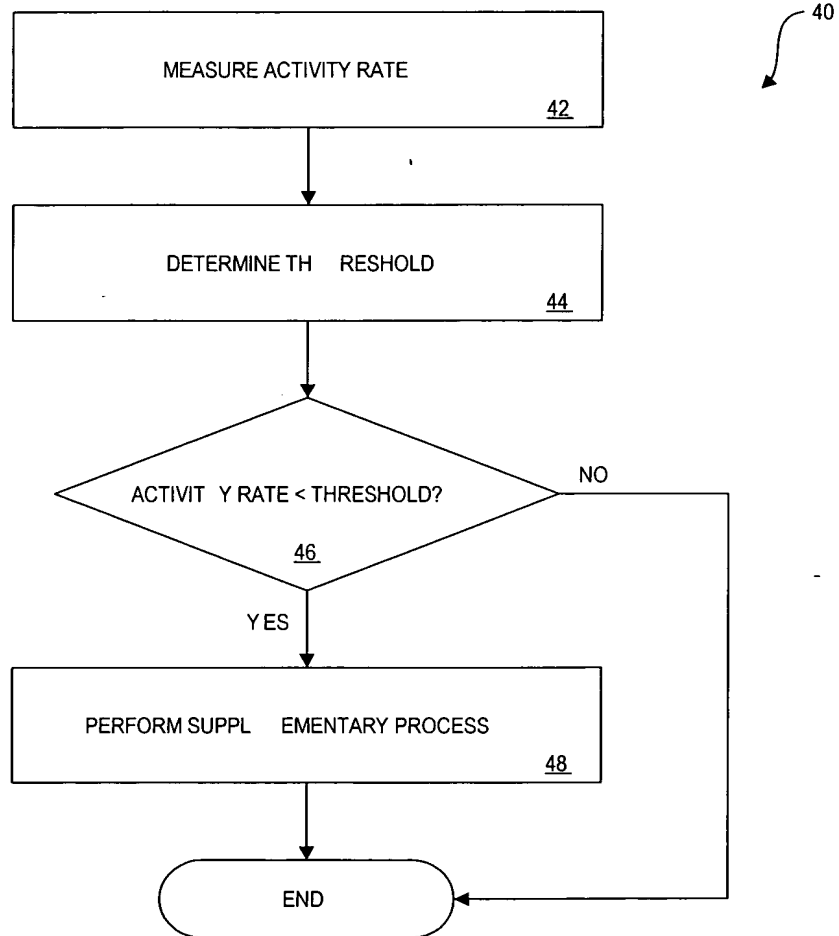 40
MEASURE ACTIVITY RATE
42
DETERMINE TH RESHOLD
44
ACTIVIT Y RATE < THRESHOLD?
46
NO
Y ES
PERFORM SUPPL EMENTARY PROCESS
48
END